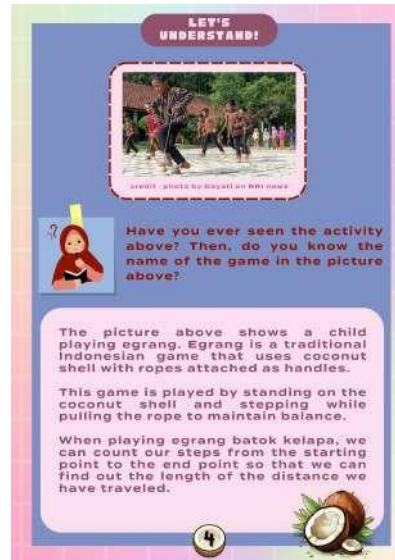 LET'S
UNDERSTAND!
credit - photo by Gayati on RRI news
Have you ever seen the activity
above? Then, do you know the
name of the game in the picture
above?
The picture above shows a child
playing egrang. Egrang is a traditional
Indonesian game that uses coconut
shell with ropes attached as handles.
This game is played by standing on the
coconut shell and stepping while
pulling the rope to maintain balance.
When playing egrang batok kelapa, we
can count our steps from the starting
point to the end point so that we can
find out the length of the distance we
have traveled.
4